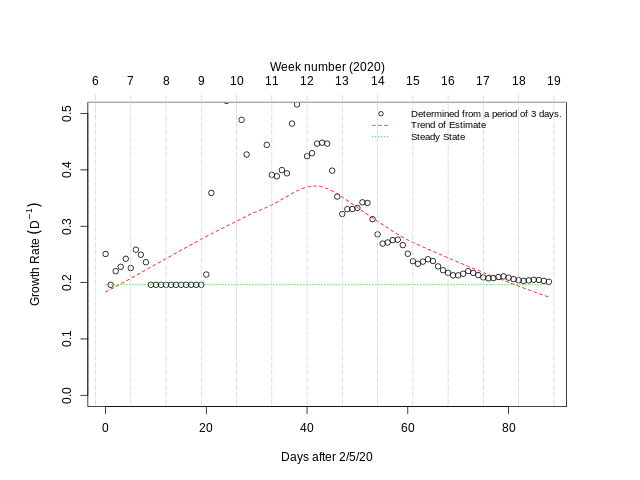 Week number (2020)
6 7 8 9 10 11 12 13 14 15 16 17 18 19
Determined from a period of 3 days.
Trend of Estimate
Steady State
0.5
0.4
0.3
0.2
0.1
0.0
Growth Rate (D⁻¹)
0 20 40 60 80
Days after 2/5/20